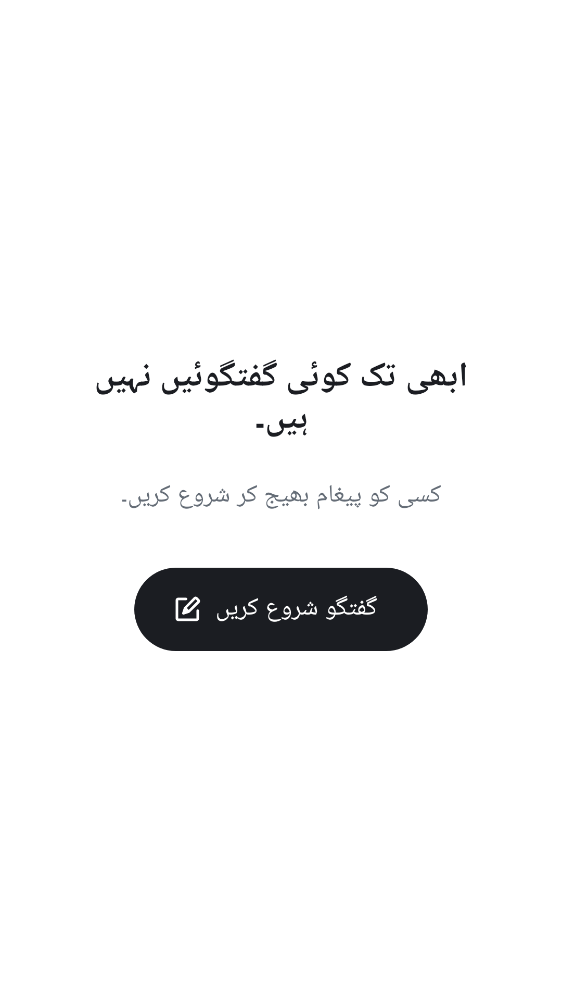 ابھی تک کوئی گفتگوئیں نہیں
ہیں۔
کسی کو پیغام بھیج کر شروع کریں۔
گفتگو شروع کریں